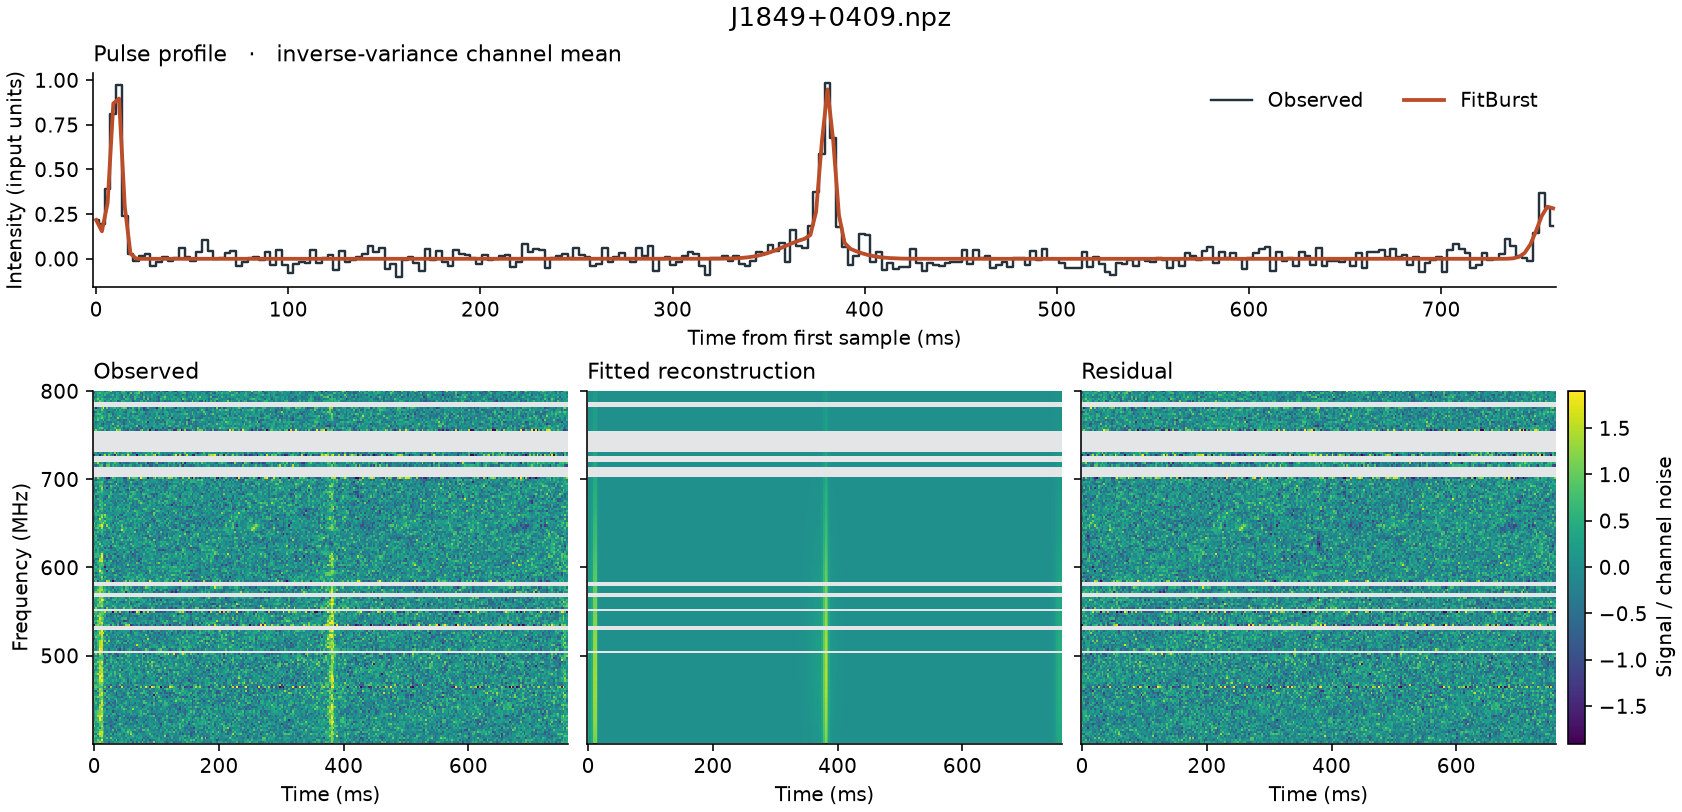 J1849+0409.npz
Pulse profile · inverse-variance channel mean
Intensity (input units)
1.00
0.75
0.50
0.25
0.00
Observed
FitBurst
0 100 200 300 400 500 600 700
Time from first sample (ms)
Observed
Fitted reconstruction
Residual
Frequency (MHz)
800
700
600
500
0 200 400 600
Time (ms)
0 200 400 600
Time (ms)
0 200 400 600
Time (ms)
1.5
1.0
0.5
0.0
−0.5
−1.0
−1.5
Signal / channel noise